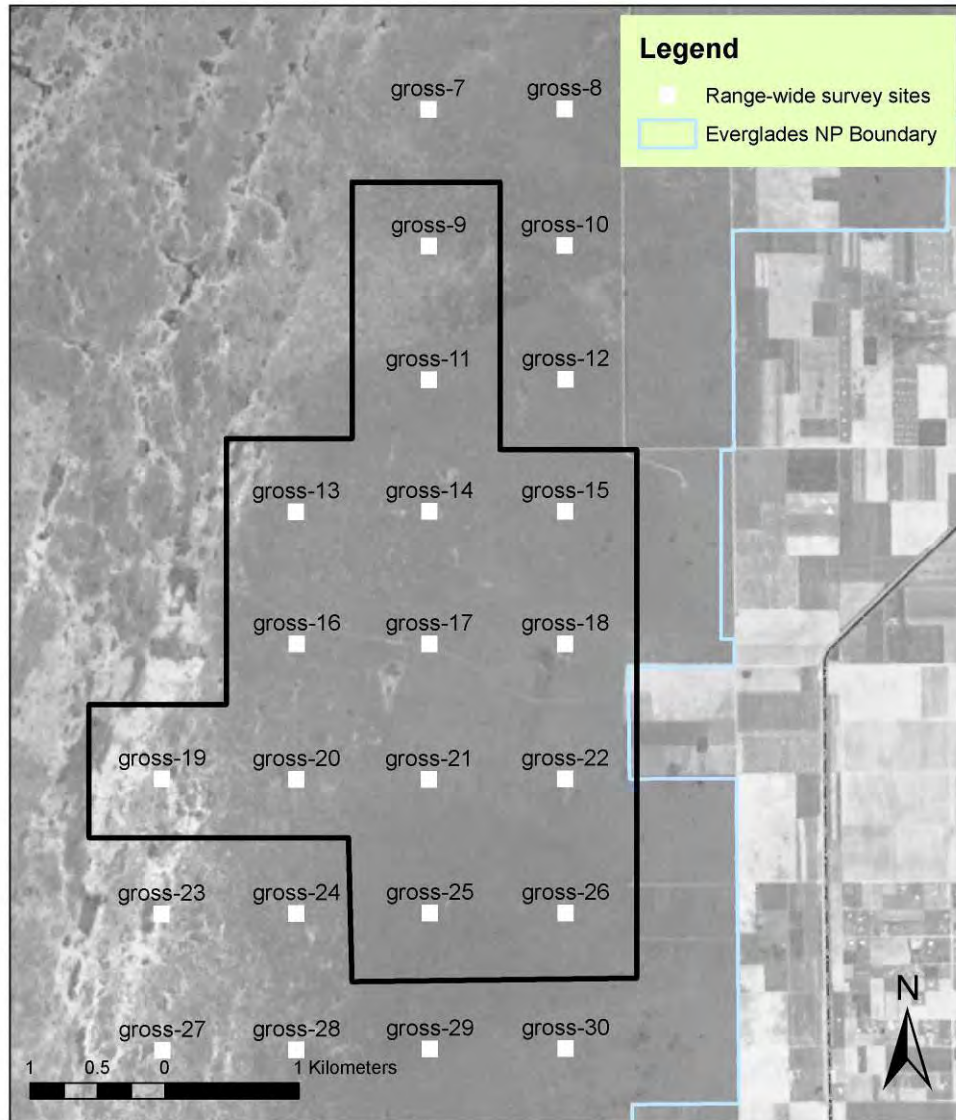 Legend
Range-wide survey sites
Everglades NP Boundary
gross-7 gross-8
gross-9 gross-10
gross-11 gross-12
gross-13 gross-14 gross-15
gross-16 gross-17 gross-18
gross-19 gross-20 gross-21 gross-22
gross-23 gross-24 gross-25 gross-26
gross-27 gross-28 gross-29 gross-30
1 0.5 0 1 Kilometers
N